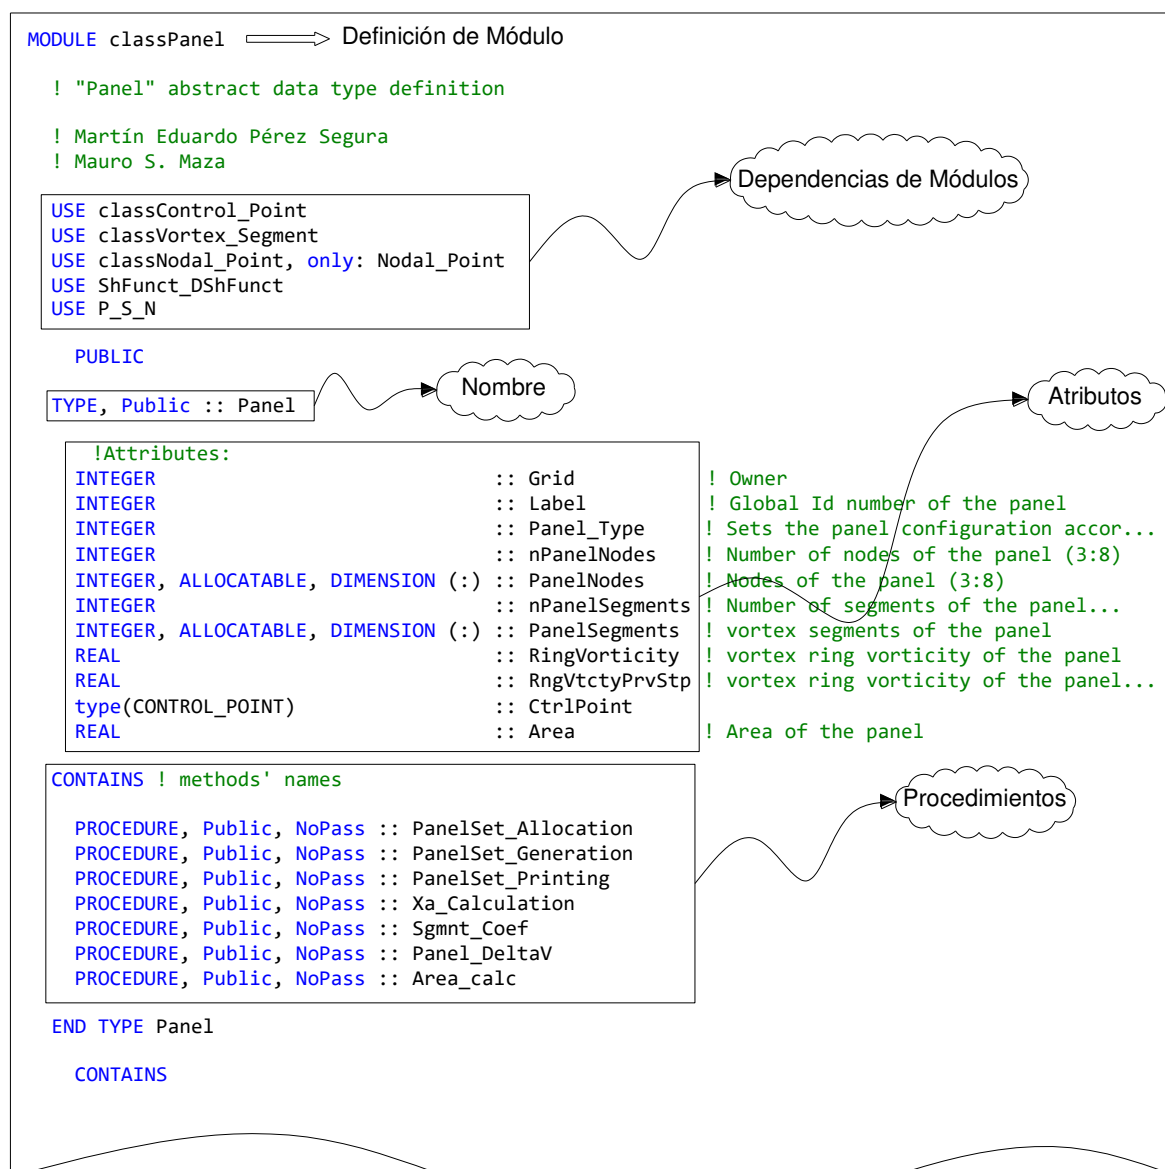 MODULE classPanel Definición de Módulo
! "Panel" abstract data type definition
! Martín Eduardo Pérez Segura
! Mauro S. Maza
Dependencias de Módulos
USE classControl_Point
USE classVortex_Segment
USE classNodal_Point, only: Nodal_Point
USE ShFunct_DShFunct
USE P_S_N
PUBLIC
Nombre
TYPE, Public :: Panel
Atributos
!Attributes:
INTEGER :: Grid ! Owner
INTEGER :: Label ! Global Id number of the panel
INTEGER :: Panel_Type ! Sets the panel configuration accor...
INTEGER :: nPanelNodes ! Number of nodes of the panel (3:8)
INTEGER, ALLOCATABLE, DIMENSION (:) :: PanelNodes ! Nodes of the panel (3:8)
INTEGER :: nPanelSegments ! Number of segments of the panel...
INTEGER, ALLOCATABLE, DIMENSION (:) :: PanelSegments ! vortex segments of the panel
REAL :: RingVorticity ! vortex ring vorticity of the panel
REAL :: RngVtctyPrvStp ! vortex ring vorticity of the panel...
type(CONTROL_POINT) :: CtrlPoint
REAL :: Area ! Area of the panel
CONTAINS ! methods' names
Procedimientos
PROCEDURE, Public, NoPass :: PanelSet_Allocation
PROCEDURE, Public, NoPass :: PanelSet_Generation
PROCEDURE, Public, NoPass :: PanelSet_Printing
PROCEDURE, Public, NoPass :: Xa_Calculation
PROCEDURE, Public, NoPass :: Sgmnt_Coef
PROCEDURE, Public, NoPass :: Panel_DeltaV
PROCEDURE, Public, NoPass :: Area_calc
END TYPE Panel
CONTAINS